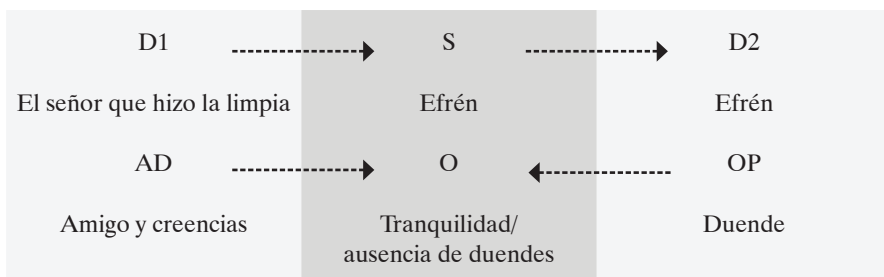 D1 S D2
El señor que hizo la limpia Efrén Efrén
AD O OP
Amigo y creencias Tranquilidad/ Duende
ausencia de duendes